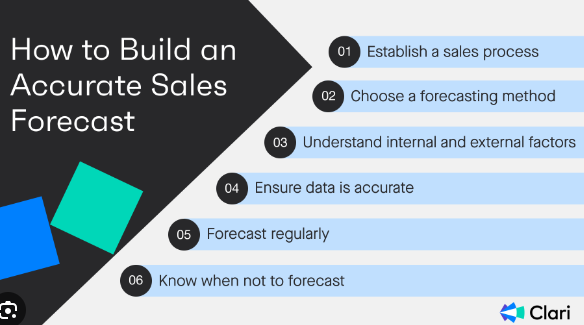 How to Build an
Accurate Sales
Forecast
01 Establish a sales process
02 Choose a forecasting method
03 Understand internal and external factors
04 Ensure data is accurate
05 Forecast regularly
06 Know when not to forecast
Clari